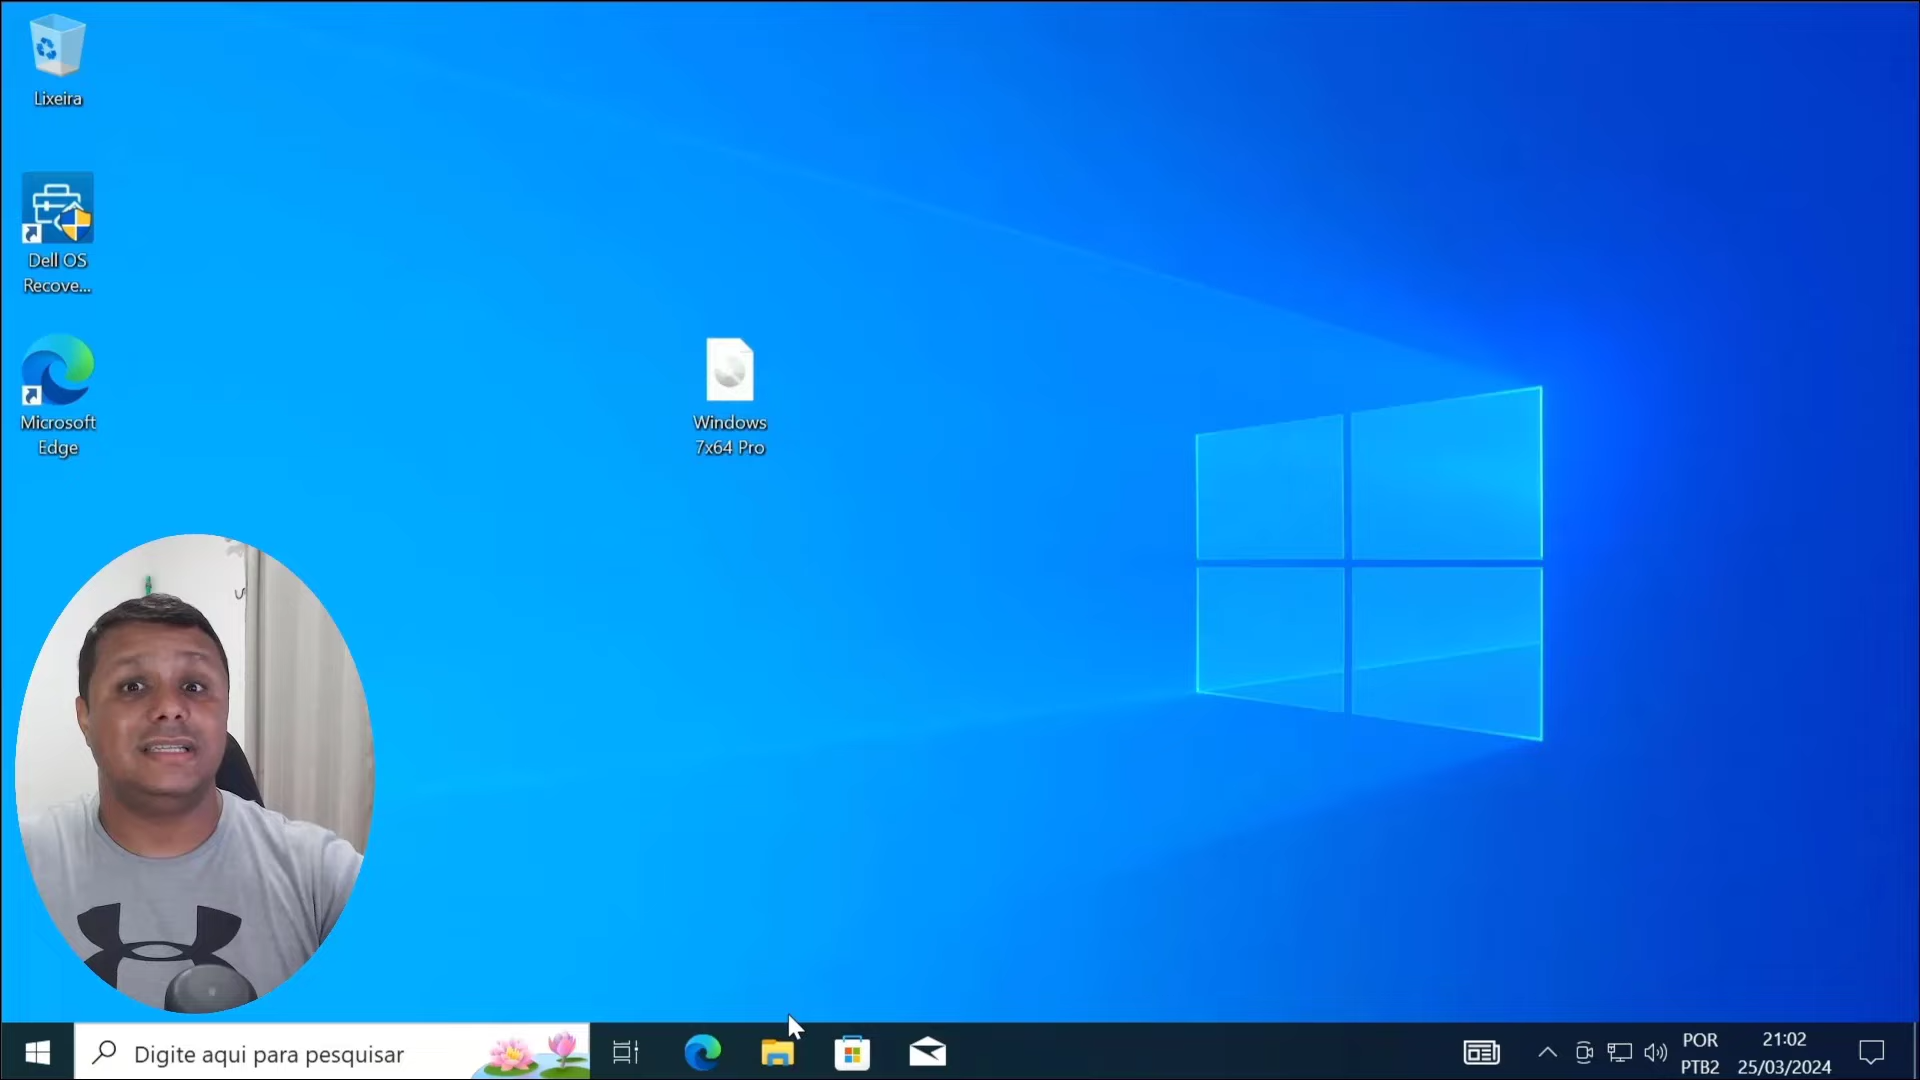 Lixeira
Dell OS
Recove...
Microsoft
Edge
Windows
7x64 Pro
Digite aqui para pesquisar
POR
PTB2
21:02
25/03/2024